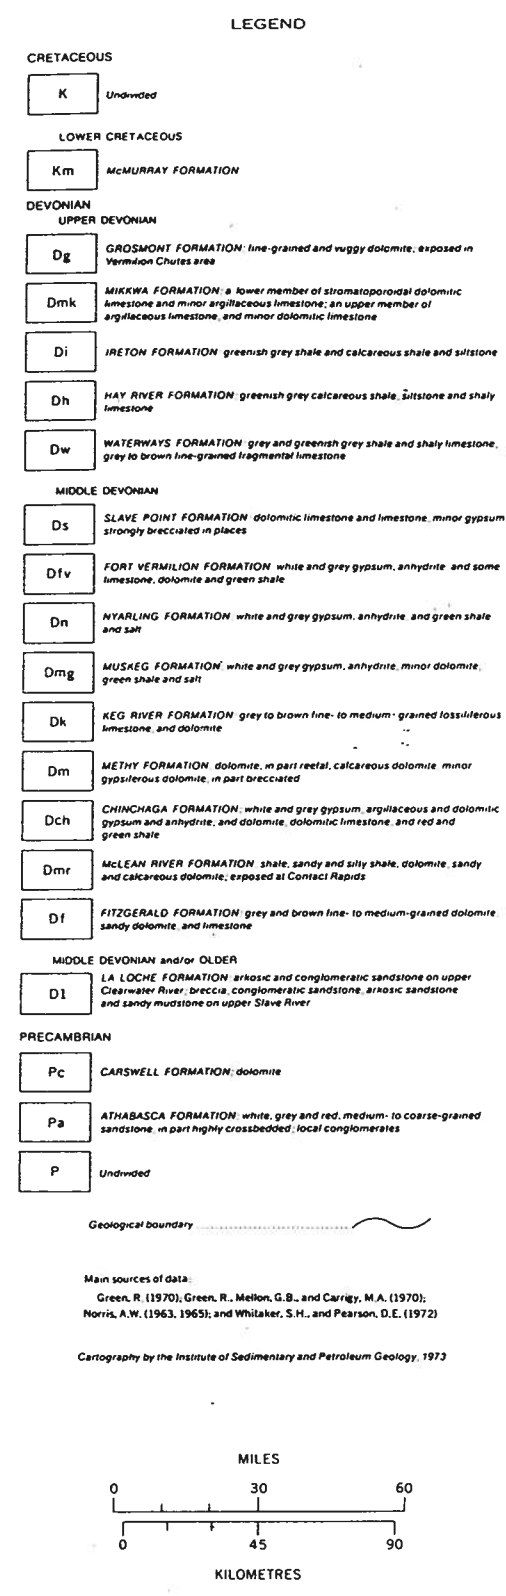 LEGEND
CRETACEOUS
K Undivided
LOWER CRETACEOUS
Km McMURRAY FORMATION
DEVONIAN
UPPER DEVONIAN
Dg GROSMONT FORMATION: fine-grained and vuggy dolomite, exposed in
Vermilion Chutes area
Dmk MIKKWA FORMATION: a lower member of stromatoporoidal dolomitic
limestone and minor argillaceous limestone; an upper member of
argillaceous limestone, and minor dolomitic limestone
Di IRETON FORMATION: greenish grey shale and calcareous shale and siltstone
Dh HAY RIVER FORMATION: greenish grey calcareous shale, siltstone and shaly
limestone
Dw WATERWAYS FORMATION: grey and greenish grey shale and shaly limestone,
grey to brown fine-grained fragmental limestone
MIDDLE DEVONIAN
Ds SLAVE POINT FORMATION: dolomitic limestone and limestone, minor gypsum
strongly brecciated in places
Dfv FORT VERMILION FORMATION: white and grey gypsum, anhydrite and some
limestone, dolomite and green shale
Dn NYARLING FORMATION: white and grey gypsum, anhydrite, and green shale
and salt
Dmg MUSKEG FORMATION: white and grey gypsum, anhydrite, minor dolomite,
green shale and salt
Dk KEG RIVER FORMATION: grey to brown fine- to medium- grained fossiliferous
limestone, and dolomite
Dm METHY FORMATION: dolomite, in part reefal, calcareous dolomite, minor
gypsiferous dolomite, in part brecciated
Dch CHINCHAGA FORMATION: white and grey gypsum, argillaceous and dolomitic
gypsum and anhydrite, and dolomite, dolomitic limestone, and red and
green shale
Dmr McLEAN RIVER FORMATION: shale, sandy and silty shale, dolomite, sandy
and calcareous dolomite; exposed at Contact Rapids
Df FITZGERALD FORMATION: grey and brown fine- to medium-grained dolomite,
sandy dolomite, and limestone
MIDDLE DEVONIAN and/or OLDER
Dl LA LOCHE FORMATION: arkosic and conglomeratic sandstone on upper
Clearwater River; breccia, conglomeratic sandstone, arkosic sandstone
and sandy mudstone on upper Slave River
PRECAMBRIAN
Pc CARSWELL FORMATION: dolomite
Pa ATHABASCA FORMATION: white, grey and red, medium- to coarse-grained
sandstone, in part highly crossbedded; local conglomerates
P Undivided
Geological boundary
Main sources of data:
Green, R. (1970); Green, R., Mellon, G.B., and Carrigy, M.A. (1970);
Norris, A.W. (1963, 1965); and Whitaker, S.H., and Pearson, D.E. (1972)
Cartography by the Institute of Sedimentary and Petroleum Geology, 1973
MILES
0 30 60
0 45 90
KILOMETRES